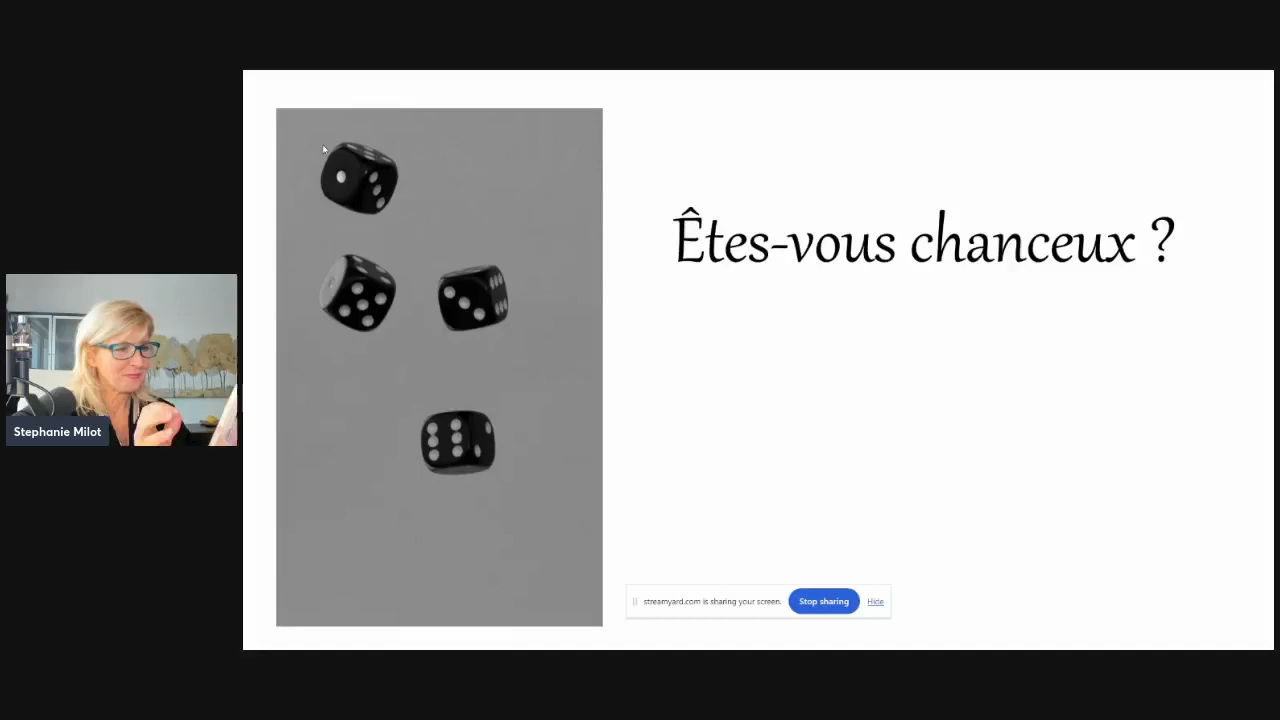 Êtes-vous chanceux ?
Stephanie Milot
streamyard.com is sharing your screen.
Stop sharing
Hide